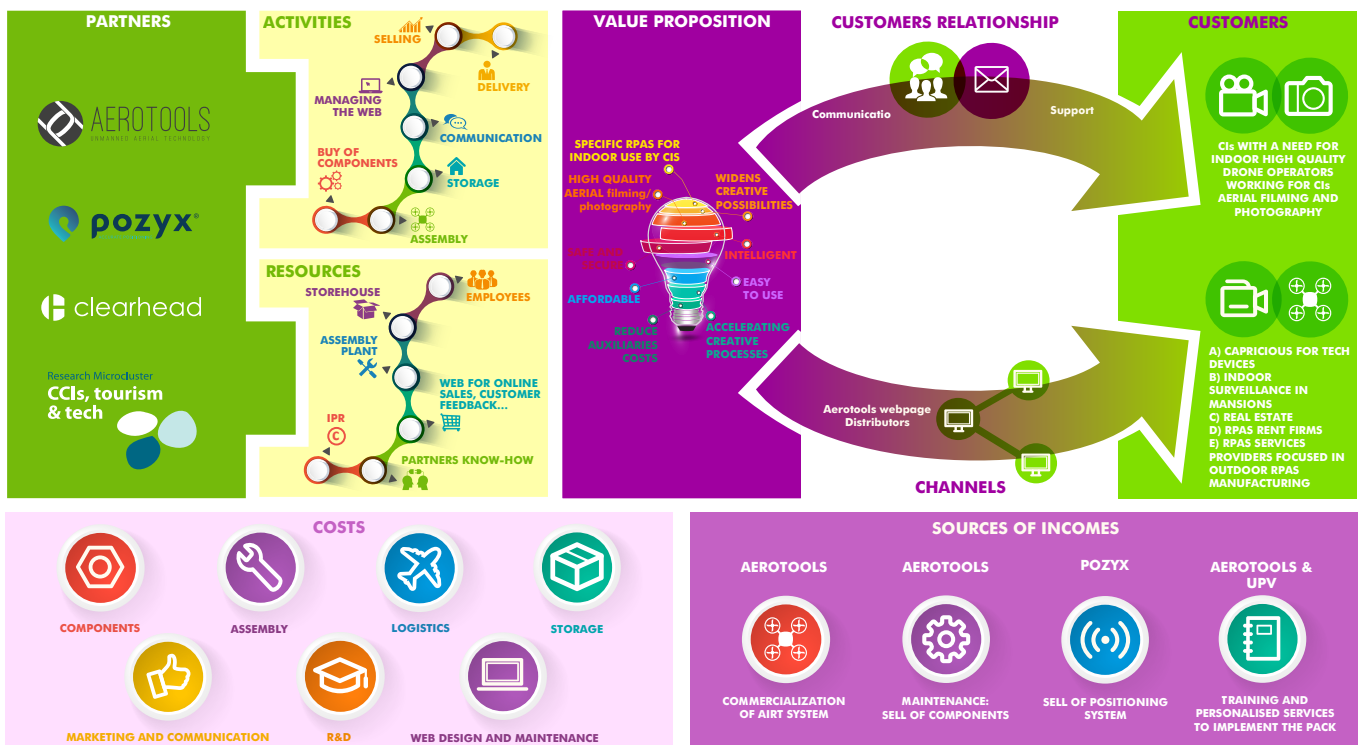 PARTNERS
AEROTOOLS
UNMANNED AERIAL TECHNOLOGY
pozyx®
clearhead
Research Microcluster
CCIs, tourism
& tech
ACTIVITIES
SELLING
DELIVERY
MANAGING
THE WEB
COMMUNICATION
BUY OF
COMPONENTS
STORAGE
ASSEMBLY
RESOURCES
STOREHOUSE
EMPLOYEES
ASSEMBLY
PLANT
WEB FOR ONLINE
SALES, CUSTOMER
FEEDBACK...
IPR
C
PARTNERS KNOW-HOW
VALUE PROPOSITION
SPECIFIC RPAS FOR
INDOOR USE BY CIS
HIGH QUALITY
AERIAL filming/
photography
WIDENS
CREATIVE
POSSIBILITIES
SAFE AND
SECURE
INTELLIGENT
AFFORDABLE
EASY
TO USE
REDUCE
AUXILIARIES
COSTS
ACCELERATING
CREATIVE
PROCESSES
CUSTOMERS RELATIONSHIP
Communicatio
Support
Aerotools webpage
Distributors
CHANNELS
CUSTOMERS
CIs WITH A NEED FOR
INDOOR HIGH QUALITY
DRONE OPERATORS
WORKING FOR CIs
AERIAL FILMING AND
PHOTOGRAPHY
A) CAPRICIOUS FOR TECH
DEVICES
B) INDOOR
SURVEILLANCE IN
MANSIONS
C) REAL ESTATE
D) RPAS RENT FIRMS
E) RPAS SERVICES
PROVIDERS FOCUSED IN
OUTDOOR RPAS
MANUFACTURING
COSTS
COMPONENTS
ASSEMBLY
LOGISTICS
STORAGE
MARKETING AND COMMUNICATION
R&D
WEB DESIGN AND MAINTENANCE
SOURCES OF INCOMES
AEROTOOLS
COMMERCIALIZATION
OF AIRT SYSTEM
AEROTOOLS
MAINTENANCE:
SELL OF COMPONENTS
POZYX
SELL OF POSITIONING
SYSTEM
AEROTOOLS &
UPV
TRAINING AND
PERSONALISED SERVICES
TO IMPLEMENT THE PACK